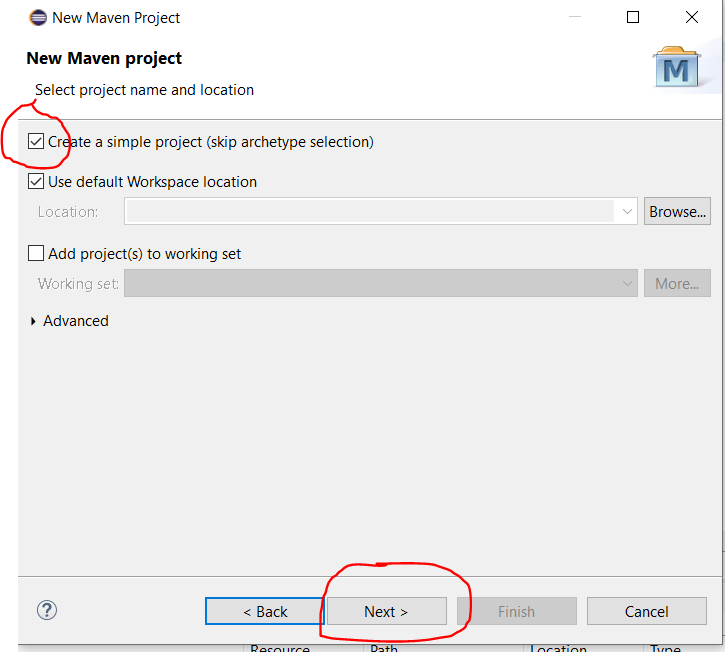 New Maven Project
New Maven project
Select project name and location
M
Create a simple project (skip archetype selection)
Use default Workspace location
Location:
Browse...
Add project(s) to working set
Working set:
More...
Advanced
?
< Back
Next >
Finish
Cancel
Resource
Path
Location
Type